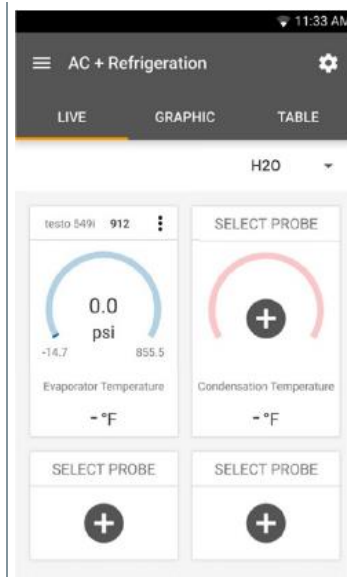 11:33 AM
AC + Refrigeration
LIVE GRAPHIC TABLE
H2O
testo 549i 912
SELECT PROBE
0.0
psi
-14.7 855.5
Evaporator Temperature
- °F
Condensation Temperature
- °F
SELECT PROBE
SELECT PROBE